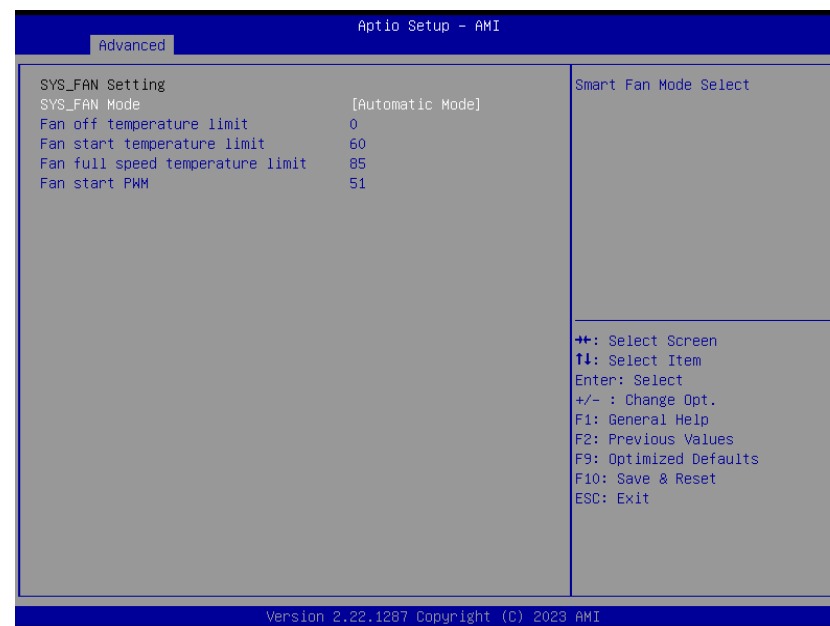 Aptio Setup – AMI
Advanced
SYS_FAN Setting
SYS_FAN Mode [Automatic Mode]
Fan off temperature limit 0
Fan start temperature limit 60
Fan full speed temperature limit 85
Fan start PWM 51
Smart Fan Mode Select
→←: Select Screen
↑↓: Select Item
Enter: Select
+/– : Change Opt.
F1: General Help
F2: Previous Values
F9: Optimized Defaults
F10: Save & Reset
ESC: Exit
Version 2.22.1287 Copyright (C) 2023 AMI